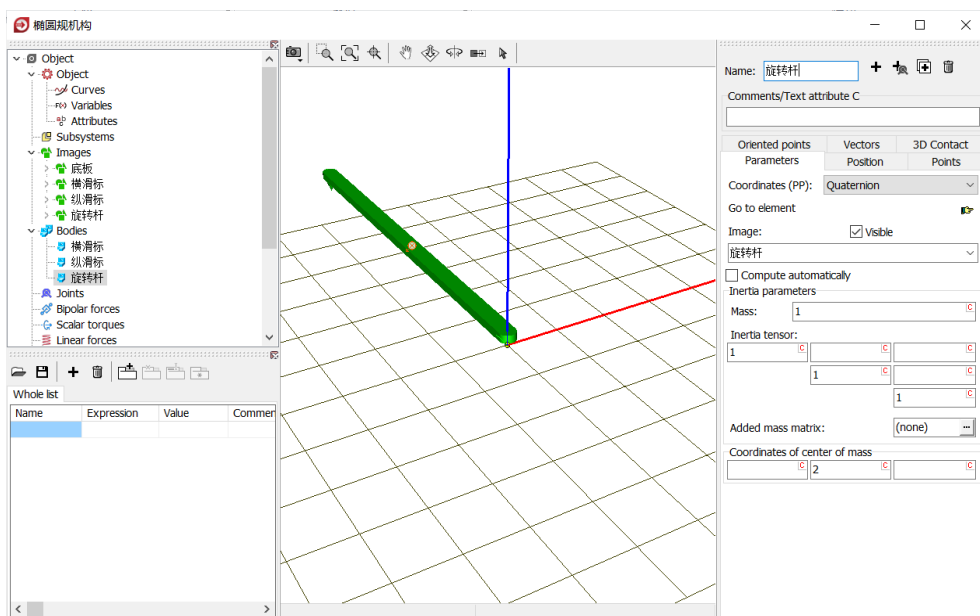 椭圆规机构
Object
Object
Curves
F(x) Variables
ab Attributes
Subsystems
Images
底板
横滑标
纵滑标
旋转杆
Bodies
横滑标
纵滑标
旋转杆
Joints
Bipolar forces
Scalar torques
Linear forces
Whole list
Name Expression Value Commen
Name: 旋转杆
Comments/Text attribute C
Oriented points Vectors 3D Contact
Parameters Position Points
Coordinates (PP): Quaternion
Go to element
Image: Visible
旋转杆
Compute automatically
Inertia parameters
Mass: 1 C
Inertia tensor:
1 C C C
1 C C
1 C
Added mass matrix: (none) ...
Coordinates of center of mass
C 2 C C